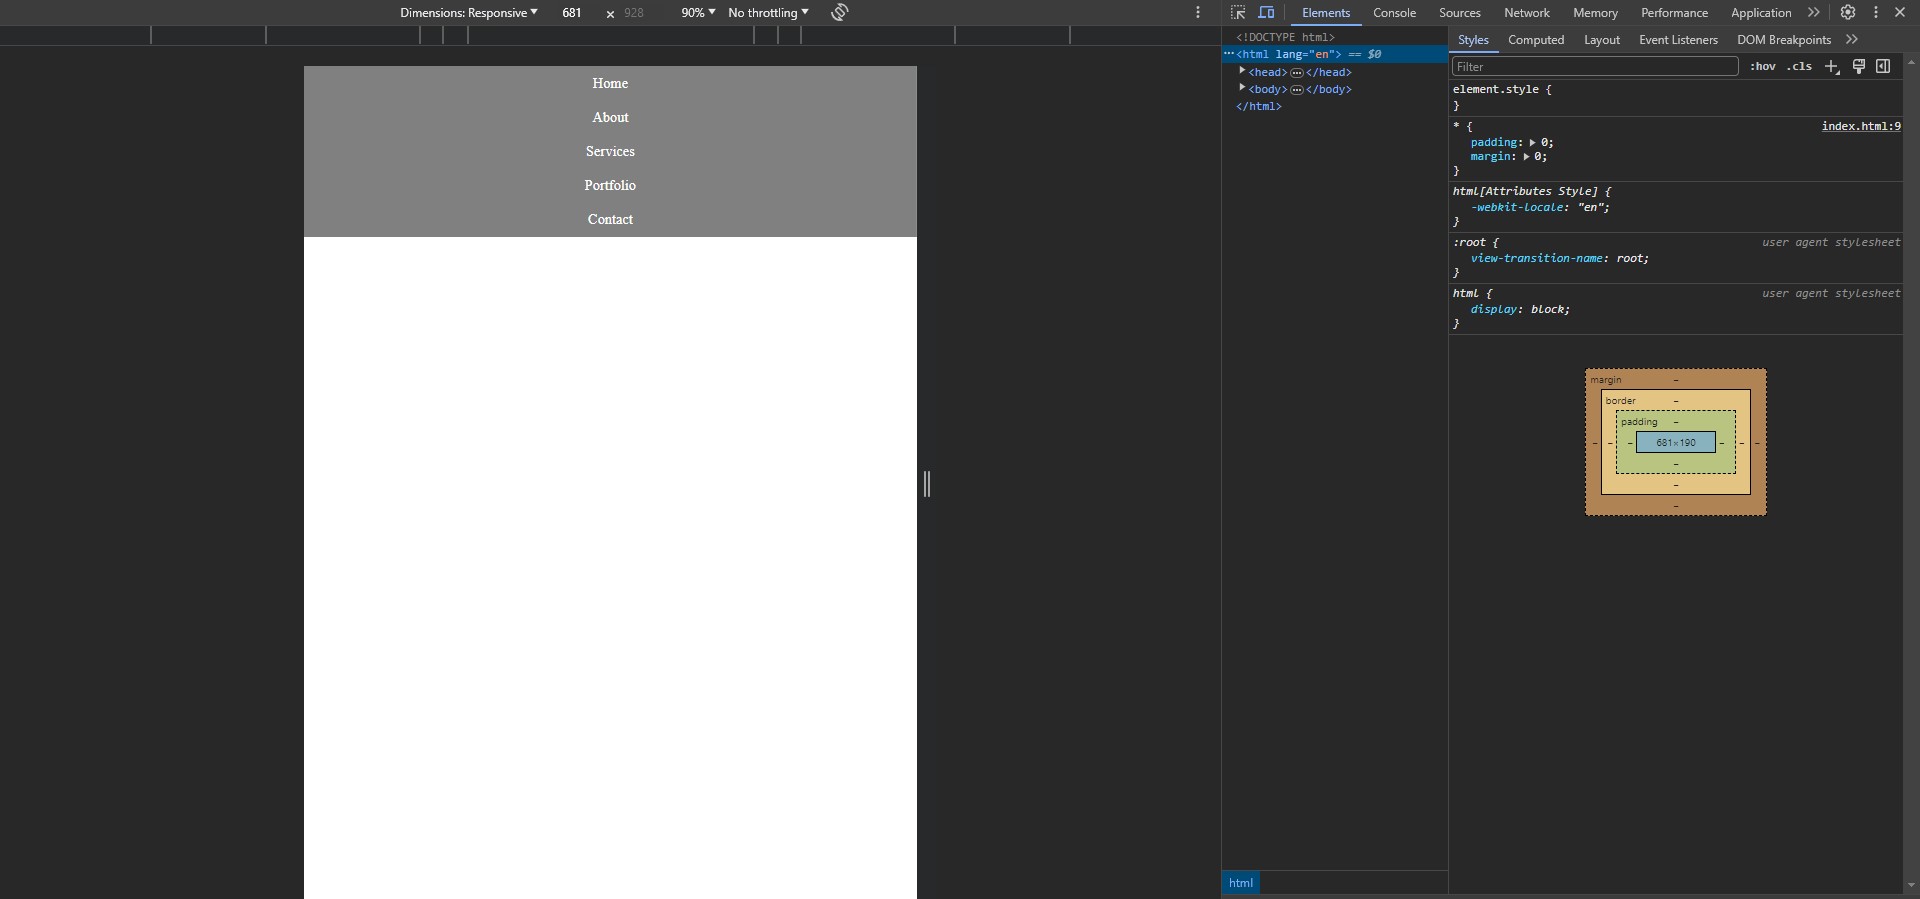 Dimensions: Responsive 681 × 928 90% No throttling
Elements Console Sources Network Memory Performance Application
Home
About
Services
Portfolio
Contact
<!DOCTYPE html>
<html lang="en"> == $0
<head> … </head>
<body> … </body>
</html>
html
Styles Computed Layout Event Listeners DOM Breakpoints
Filter :hov .cls
element.style {
}
* { index.html:9
padding: 0;
margin: 0;
}
html[Attributes Style] {
-webkit-locale: "en";
}
:root { user agent stylesheet
view-transition-name: root;
}
html { user agent stylesheet
display: block;
}
margin -
border -
padding -
- - - 681×190 - - -
-
-
-